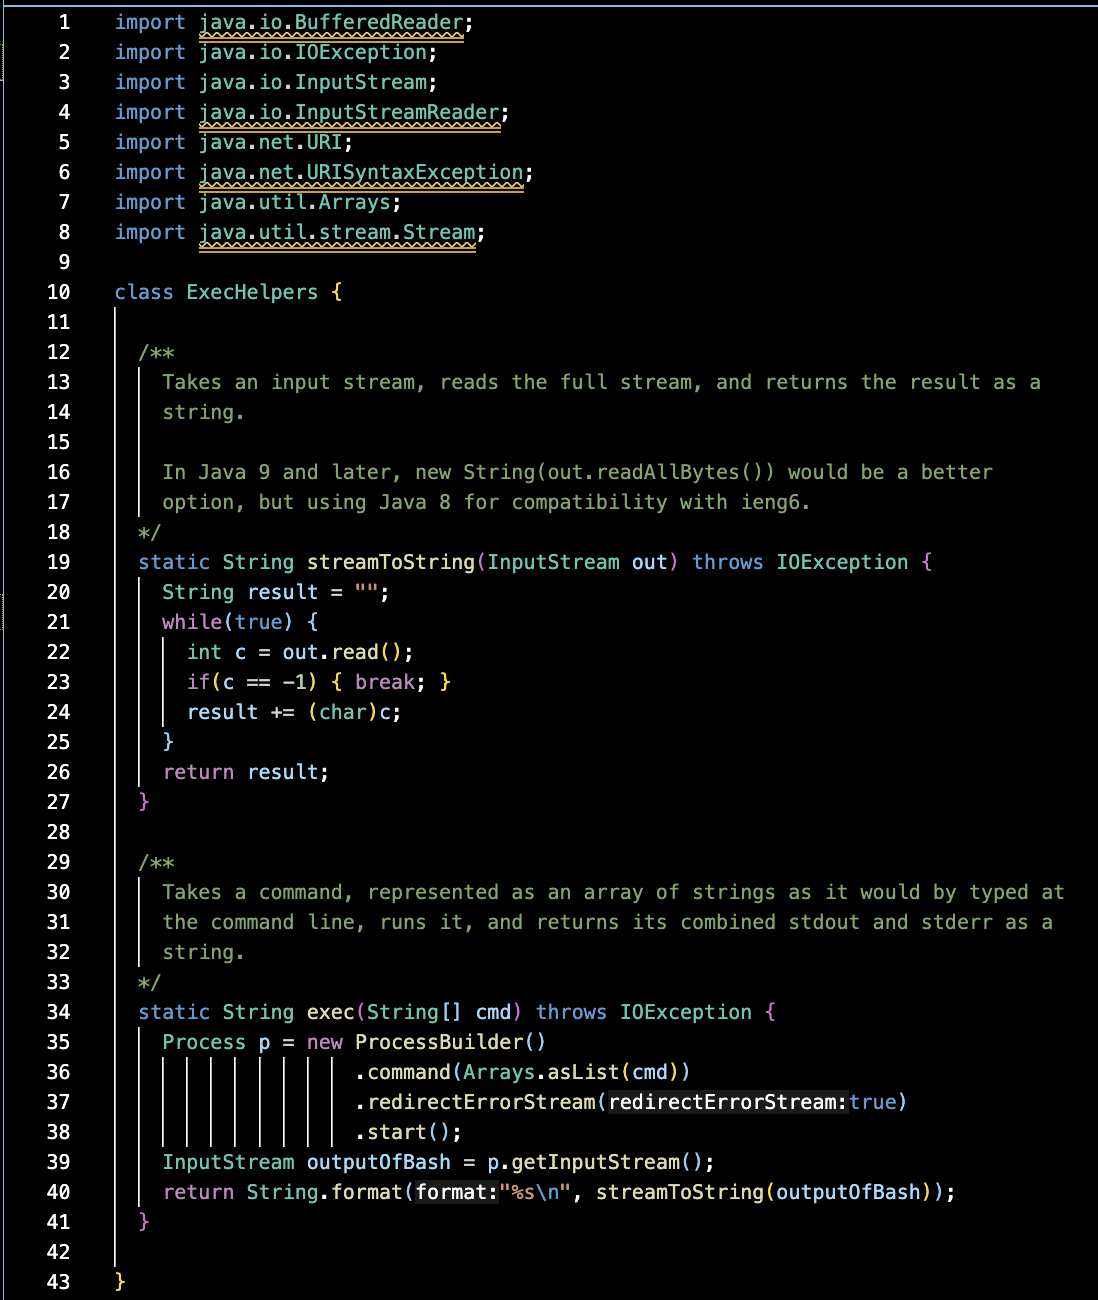 1 import java.io.BufferedReader;
2 import java.io.IOException;
3 import java.io.InputStream;
4 import java.io.InputStreamReader;
5 import java.net.URI;
6 import java.net.URISyntaxException;
7 import java.util.Arrays;
8 import java.util.stream.Stream;
9
10 class ExecHelpers {
11
12 /**
13 Takes an input stream, reads the full stream, and returns the result as a
14 string.
15
16 In Java 9 and later, new String(out.readAllBytes()) would be a better
17 option, but using Java 8 for compatibility with ieng6.
18 */
19 static String streamToString(InputStream out) throws IOException {
20 String result = "";
21 while(true) {
22 int c = out.read();
23 if(c == -1) { break; }
24 result += (char)c;
25 }
26 return result;
27 }
28
29 /**
30 Takes a command, represented as an array of strings as it would by typed at
31 the command line, runs it, and returns its combined stdout and stderr as a
32 string.
33 */
34 static String exec(String[] cmd) throws IOException {
35 Process p = new ProcessBuilder()
36 .command(Arrays.asList(cmd))
37 .redirectErrorStream(redirectErrorStream:true)
38 .start();
39 InputStream outputOfBash = p.getInputStream();
40 return String.format(format:"%s\n", streamToString(outputOfBash));
41 }
42
43 }